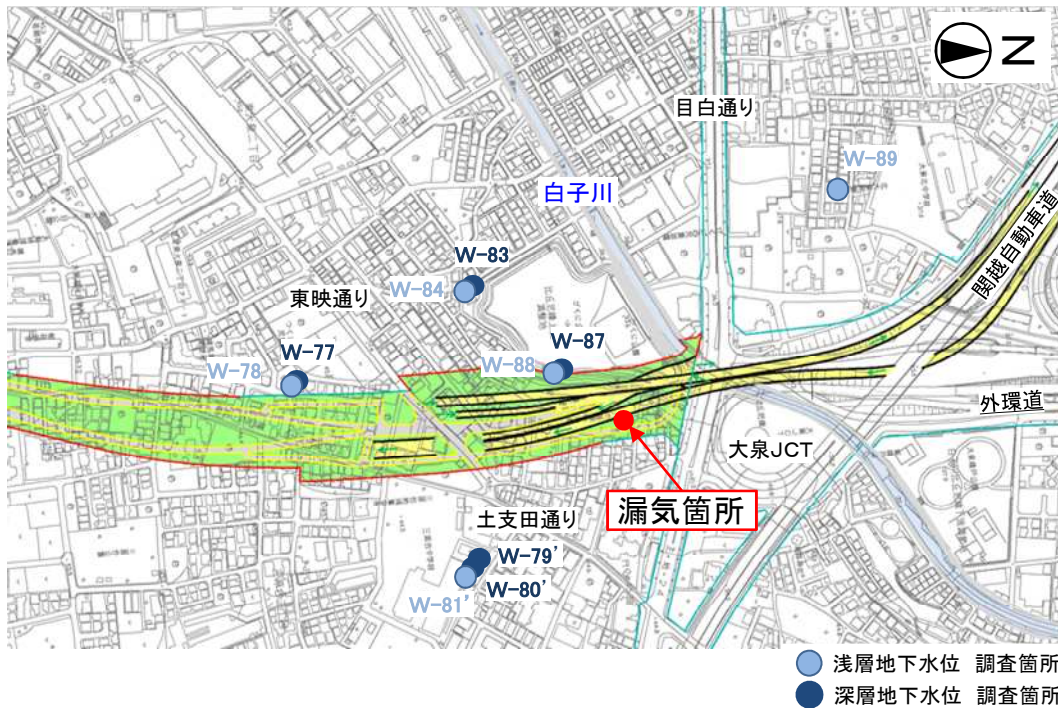 N
目白通り
W-89
白子川
関越自動車道
W-83
W-84
東映通り
W-87
W-88
W-77
W-78
外環道
大泉JCT
漏気箇所
土支田通り
W-79'
W-80'
W-81'
浅層地下水位 調査箇所
深層地下水位 調査箇所